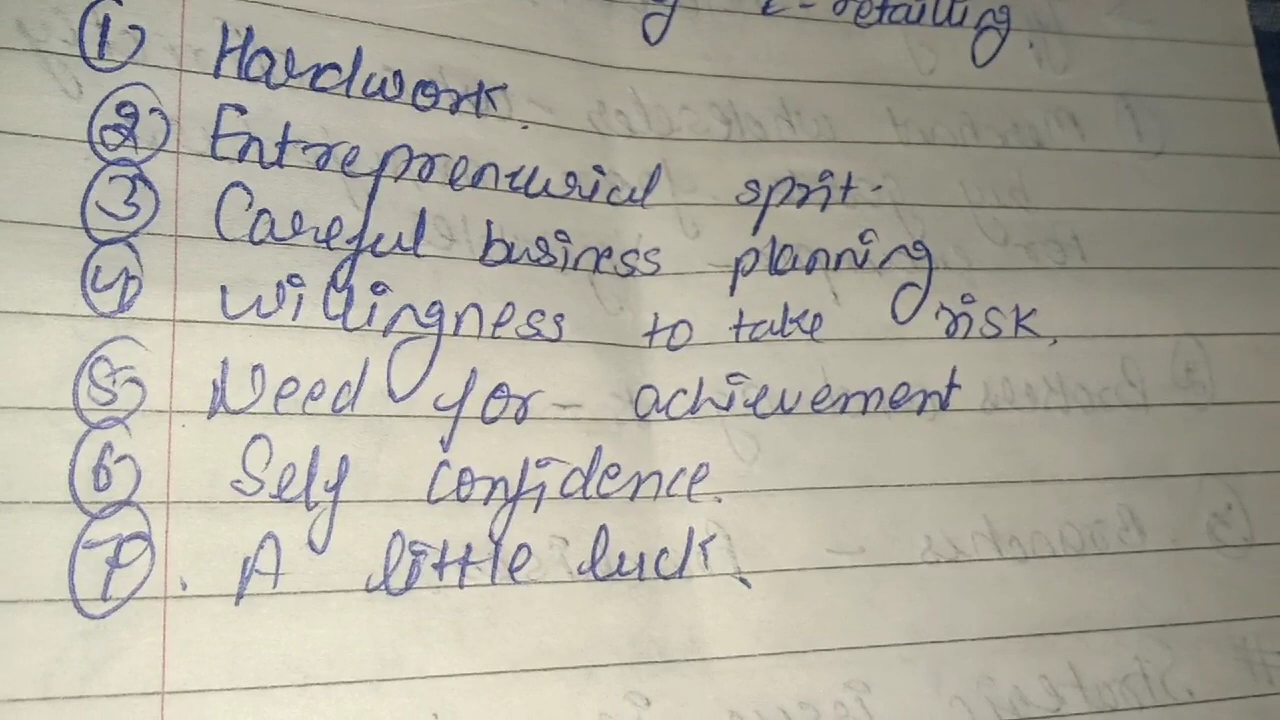 e-retailling.
① Hardwork.
② Entrepreneurial sprit.
③ Careful business planning
④ Willingness to take risk.
⑤ Need for achievement
⑥ Self confidence.
⑦. A little luck.